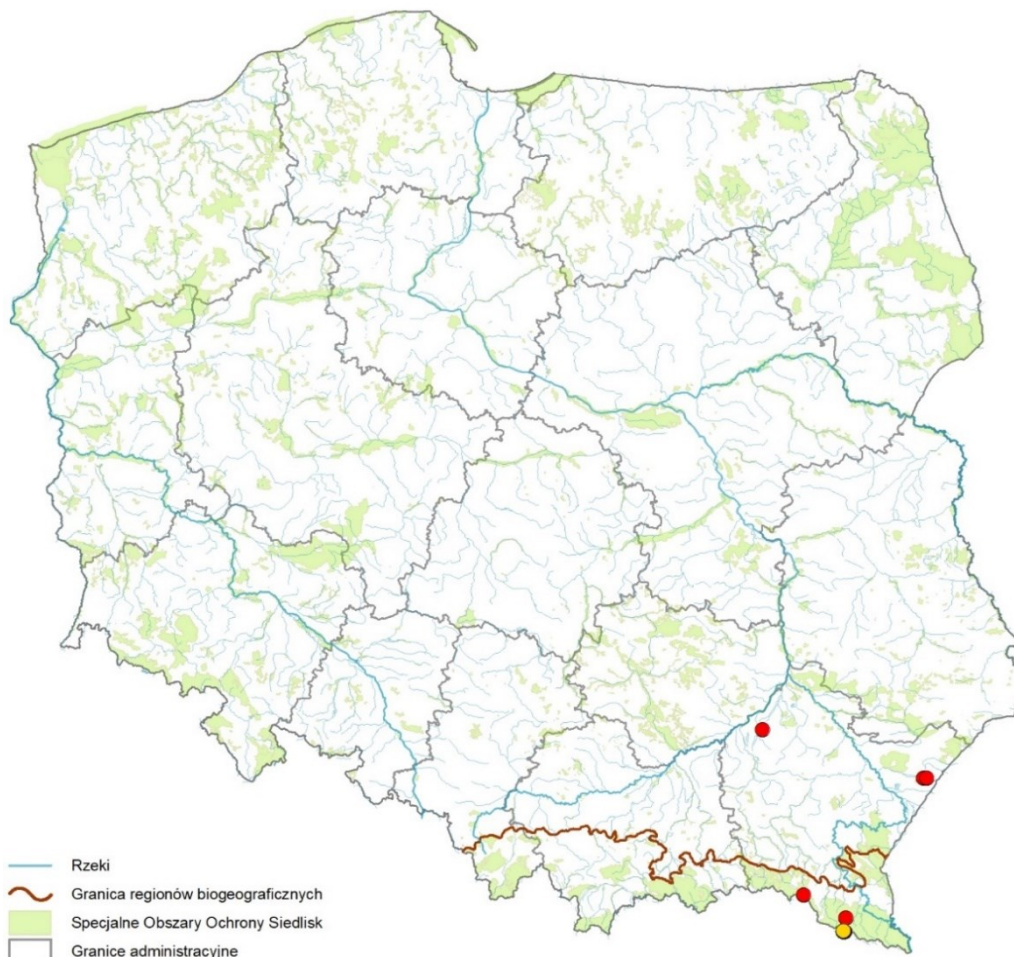 Rzeki
Granica regionów biogeograficznych
Specjalne Obszary Ochrony Siedlisk
Granice administracyjne